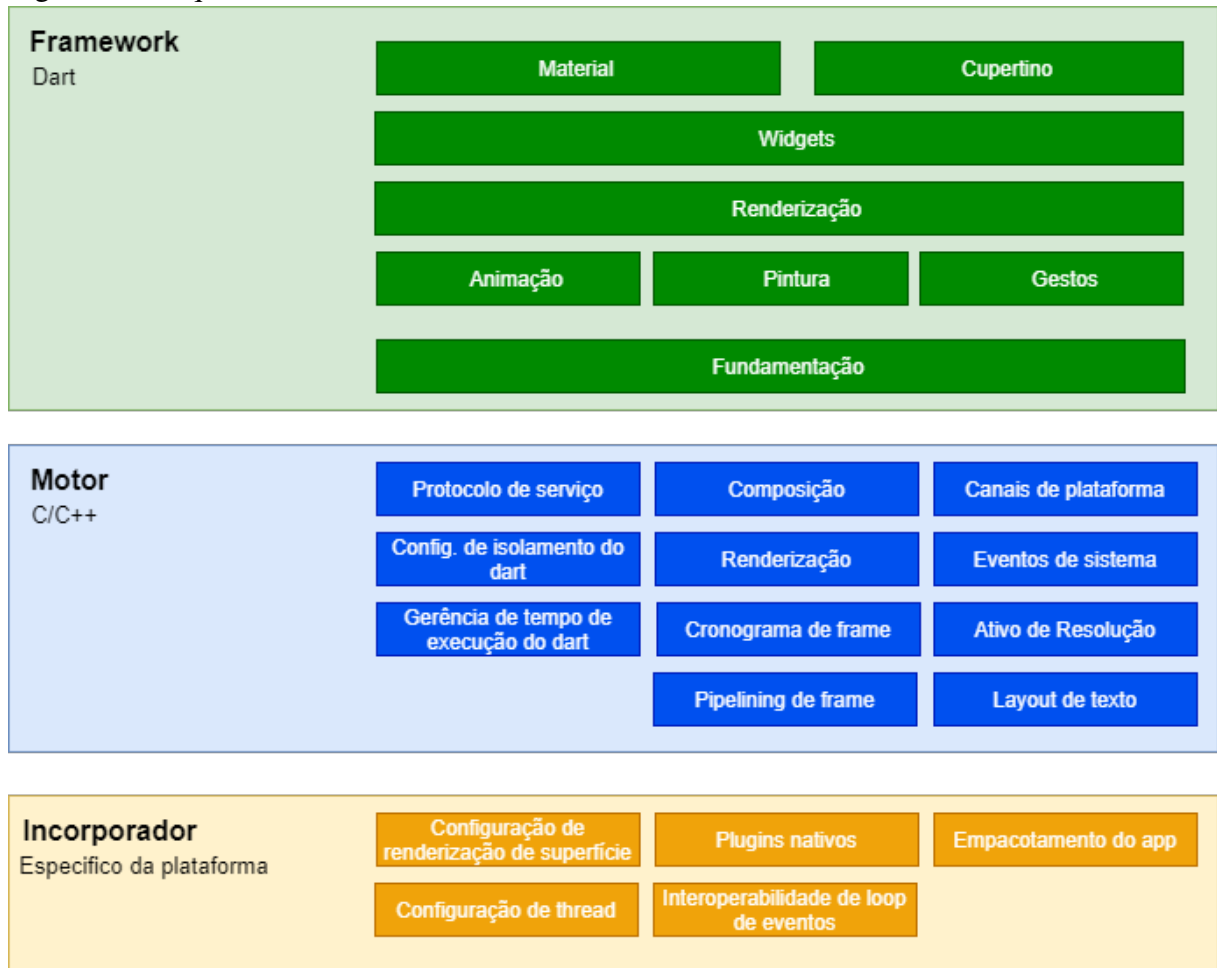 Framework
Dart
Material
Cupertino
Widgets
Renderização
Animação
Pintura
Gestos
Fundamentação
Motor
C/C++
Protocolo de serviço
Composição
Canais de plataforma
Config. de isolamento do
dart
Renderização
Eventos de sistema
Gerência de tempo de
execução do dart
Cronograma de frame
Ativo de Resolução
Pipelining de frame
Layout de texto
Incorporador
Especifico da plataforma
Configuração de
renderização de superfície
Plugins nativos
Empacotamento do app
Configuração de thread
Interoperabilidade de loop
de eventos